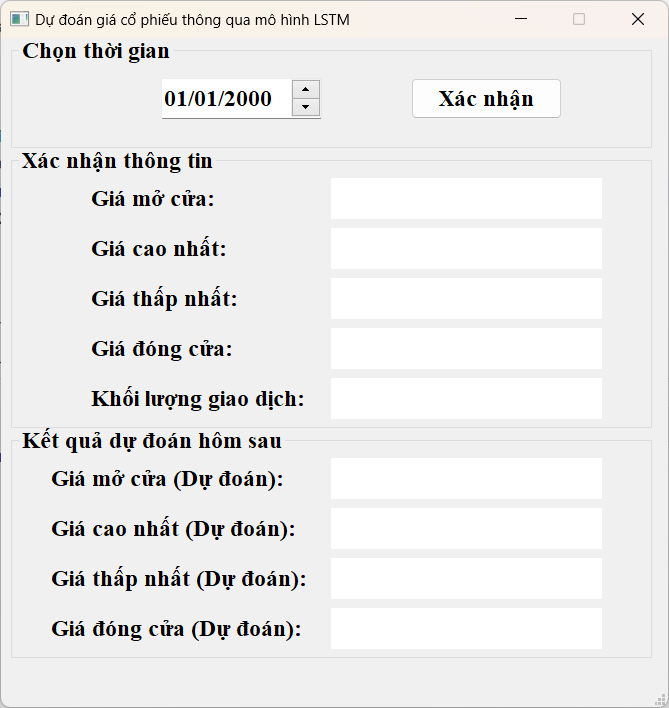 Dự đoán giá cổ phiếu thông qua mô hình LSTM
Chọn thời gian
01/01/2000
Xác nhận
Xác nhận thông tin
Giá mở cửa:
Giá cao nhất:
Giá thấp nhất:
Giá đóng cửa:
Khối lượng giao dịch:
Kết quả dự đoán hôm sau
Giá mở cửa (Dự đoán):
Giá cao nhất (Dự đoán):
Giá thấp nhất (Dự đoán):
Giá đóng cửa (Dự đoán):